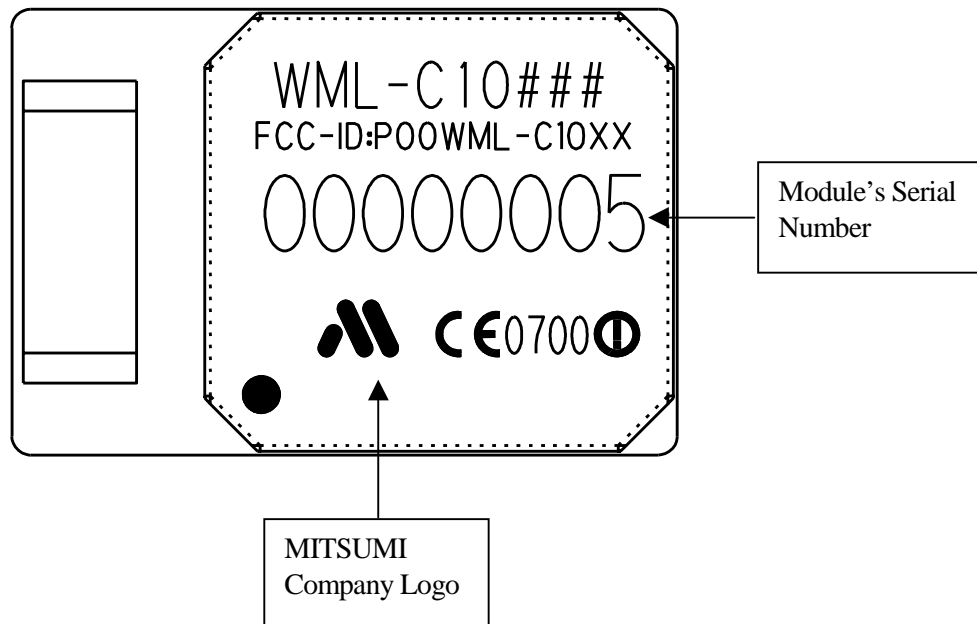 WML-C10###
FCC-ID:POOWML-C10XX
00000005
CE0700
Module’s Serial
Number
MITSUMI
Company Logo